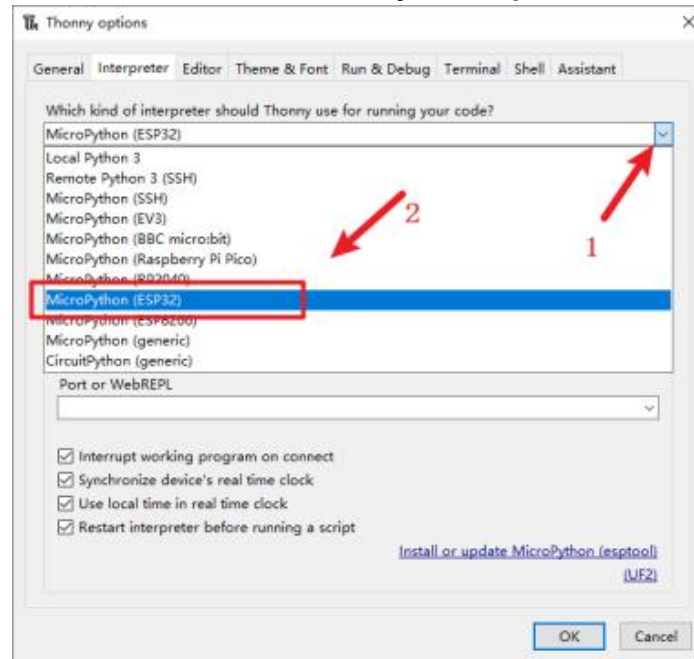 Thonny options
General Interpreter Editor Theme & Font Run & Debug Terminal Shell Assistant
Which kind of interpreter should Thonny use for running your code?
MicroPython (ESP32)
Local Python 3
Remote Python 3 (SSH)
MicroPython (SSH)
MicroPython (EV3)
MicroPython (BBC micro:bit)
MicroPython (Raspberry Pi Pico)
MicroPython (RP2040)
MicroPython (ESP32)
MicroPython (ESP8266)
MicroPython (generic)
CircuitPython (generic)
2
1
Port or WebREPL
Interrupt working program on connect
Synchronize device's real time clock
Use local time in real time clock
Restart interpreter before running a script
Install or update MicroPython (esptool)
(UF2)
OK Cancel